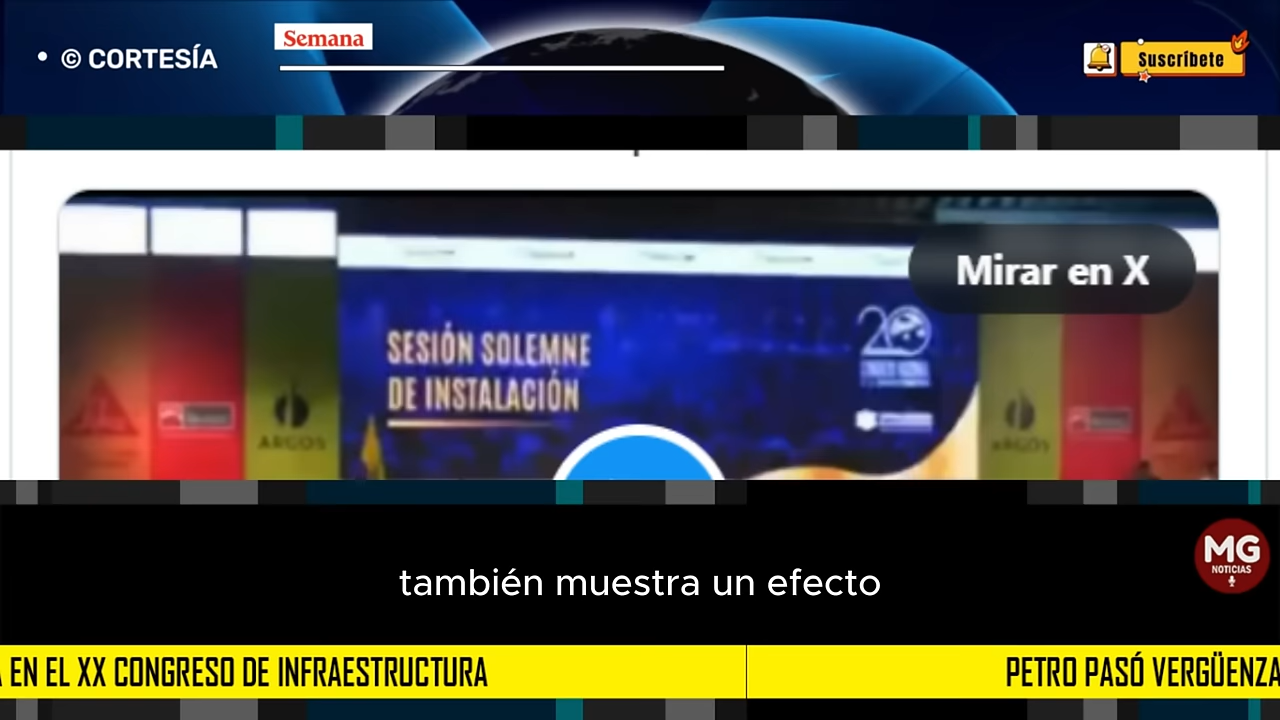 • © CORTESÍA
Semana
Suscríbete
Mirar en X
SESIÓN SOLEMNE
DE INSTALACIÓN
20
ARGOS
ARGOS
también muestra un efecto
MG
NOTICIAS
EN EL XX CONGRESO DE INFRAESTRUCTURA
PETRO PASÓ VERGÜENZA